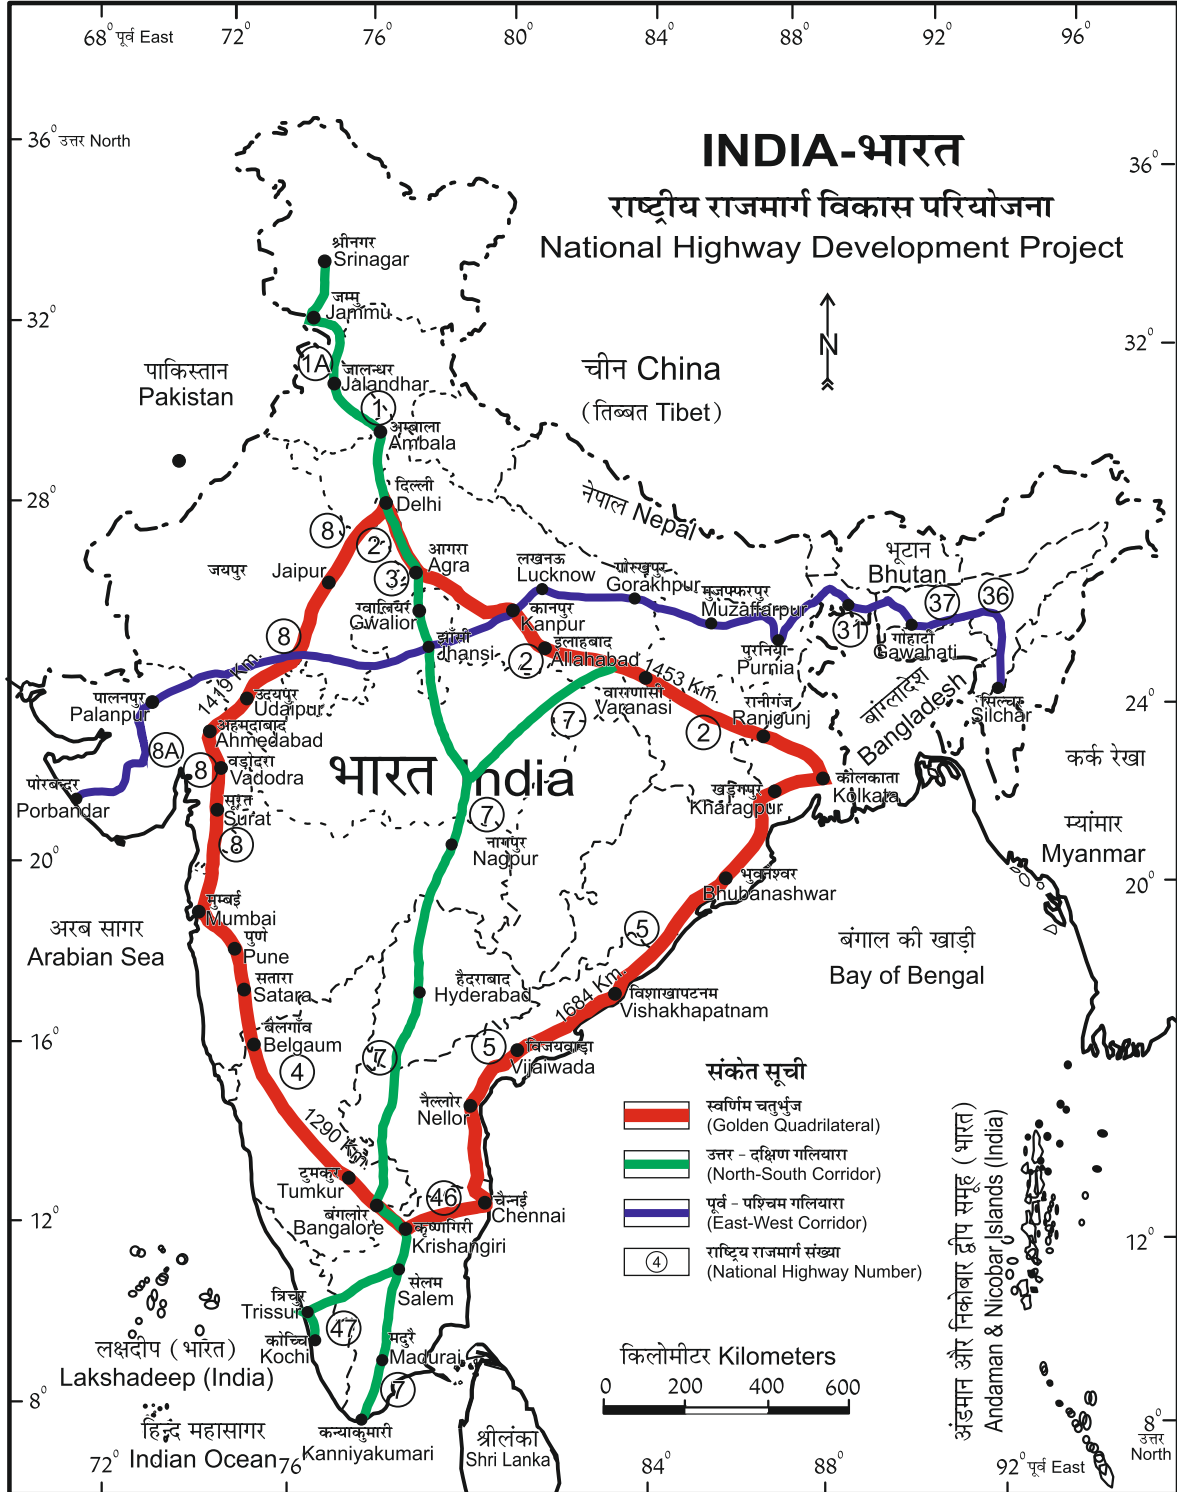 68° पूर्व East
72°
76°
80°
84°
88°
92°
96°
36° उत्तर North
INDIA-भारत
36°
राष्ट्रीय राजमार्ग विकास परियोजना
National Highway Development Project
श्रीनगर
Srinagar
जम्मु
Jammu
32°
N
32°
1A
पाकिस्तान
Pakistan
जालन्धर
Jalandhar
चीन China
(तिब्बत Tibet)
1
अम्बाला
Ambala
28°
दिल्ली
Delhi
नेपाल Nepal
28°
8
2
आगरा
Agra
3
जयपुर
Jaipur
लखनऊ
Lucknow
गोरखपुर
Gorakhpur
भूटान
Bhutan
मुजफ्फरपुर
Muzaffarpur
37
36
ग्वालियर
Gwalior
कानपुर
Kanpur
31
गोहाटी
Gawahati
8
झाँसी
Jhansi
इलाहबाद
Allahabad
2
पुरनिया
Purnia
1419 Km.
1453 Km.
पालनपुर
Palanpur
उदयपुर
Udaipur
वाराणासी
Varanasi
रानीगंज
Ranigunj
बांग्लादेश
Bangladesh
सिल्चर
Silchar
24°
अहमदाबाद
Ahmedabad
7
2
8A
8
वड़ोदरा
Vadodra
भारत India
कर्क रेखा
पोरबन्दर
Porbandar
सूरत
Surat
खड़गपुर
Kharagpur
कोलकाता
Kolkata
7
8
नागपुर
Nagpur
म्यांमार
Myanmar
20°
भुवनेश्वर
Bhubanashwar
20°
मुम्बई
Mumbai
अरब सागर
Arabian Sea
पुणे
Pune
5
बंगाल की खाड़ी
Bay of Bengal
सतारा
Satara
हैदराबाद
Hyderabad
1684 Km.
विशाखापटनम
Vishakhapatnam
16°
बेलगाँव
Belgaum
7
5
विजयवाड़ा
Vijaiwada
4
संकेत सूची
नैल्लोर
Nellor
स्वर्णिम चतुर्भुज
(Golden Quadrilateral)
1290 Km.
उत्तर - दक्षिण गलियारा
(North-South Corridor)
टुमकुर
Tumkur
46
चैन्नई
Chennai
पूर्व - पश्चिम गलियारा
(East-West Corridor)
12°
बंगलोर
Bangalore
कृष्णगिरी
Krishangiri
4
राष्ट्रिय राजमार्ग संख्या
(National Highway Number)
12°
अंडमान और निकोबार द्वीप समूह (भारत)
Andaman & Nicobar Islands (India)
सेलम
Salem
त्रिचुर
Trissur
47
कोच्चि
Kochi
मदुरै
Madurai
लक्षदीप (भारत)
Lakshadeep (India)
किलोमीटर Kilometers
0 200 400 600
7
8°
हिन्द महासागर
Indian Ocean
कन्याकुमारी
Kanniyakumari
श्रीलंका
Shri Lanka
8°
उत्तर
North
72°
76
84°
88°
92° पूर्व East